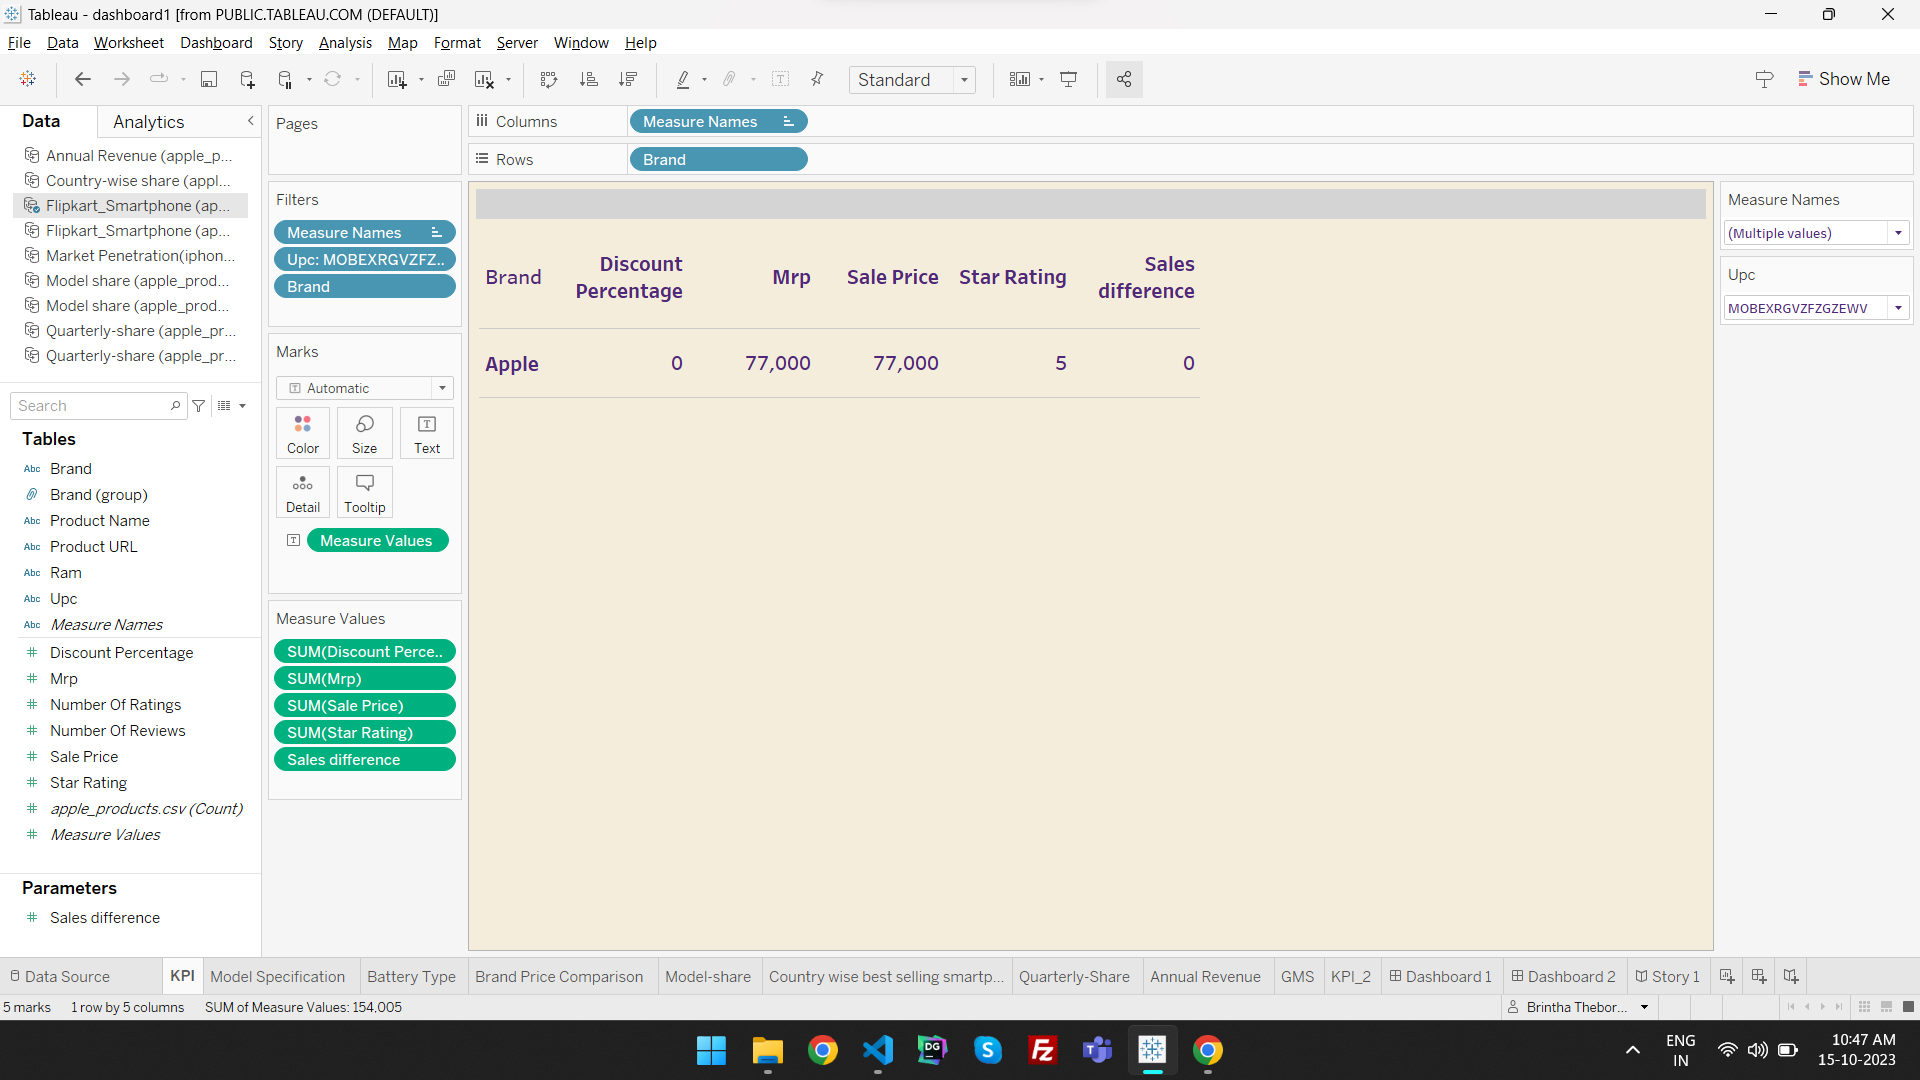 Tableau - dashboard1 [from PUBLIC.TABLEAU.COM (DEFAULT)]
File Data Worksheet Dashboard Story Analysis Map Format Server Window Help
Standard
Show Me
Data
Analytics
Annual Revenue (apple_p...
Country-wise share (appl...
Flipkart_Smartphone (ap...
Flipkart_Smartphone (ap...
Market Penetration(iphon...
Model share (apple_prod...
Model share (apple_prod...
Quarterly-share (apple_pr...
Quarterly-share (apple_pr...
Search
Tables
Abc Brand
Brand (group)
Abc Product Name
Abc Product URL
Abc Ram
Abc Upc
Abc Measure Names
# Discount Percentage
# Mrp
# Number Of Ratings
# Number Of Reviews
# Sale Price
# Star Rating
# apple_products.csv (Count)
# Measure Values
Parameters
# Sales difference
Pages
Filters
Measure Names
Upc: MOBEXRGVZFZ..
Brand
Marks
T Automatic
Color
Size
T
Text
Detail
Tooltip
T Measure Values
Measure Values
SUM(Discount Perce..
SUM(Mrp)
SUM(Sale Price)
SUM(Star Rating)
Sales difference
Columns
Measure Names
Rows
Brand
Brand Discount Percentage Mrp Sale Price Star Rating Sales difference
Apple 0 77,000 77,000 5 0
Measure Names
(Multiple values)
Upc
MOBEXRGVZFZGZEWV
Data Source KPI Model Specification Battery Type Brand Price Comparison Model-share Country wise best selling smartp... Quarterly-Share Annual Revenue GMS KPI_2 Dashboard 1 Dashboard 2 Story 1
5 marks 1 row by 5 columns SUM of Measure Values: 154,005
Brintha Thebor...
DG
S
Fz
T
ENG
IN
10:47 AM
15-10-2023